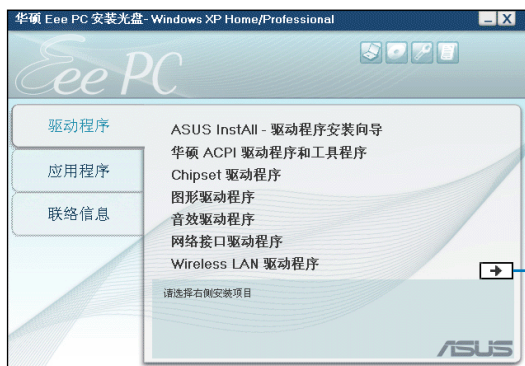 华硕 Eee PC 安装光盘- Windows XP Home/Professional
Eee PC
驱动程序
应用程序
联络信息
ASUS InstAll - 驱动程序安装向导
华硕 ACPI 驱动程序和工具程序
Chipset 驱动程序
图形驱动程序
音效驱动程序
网络接口驱动程序
Wireless LAN 驱动程序
请选择右侧安装项目
ASUS